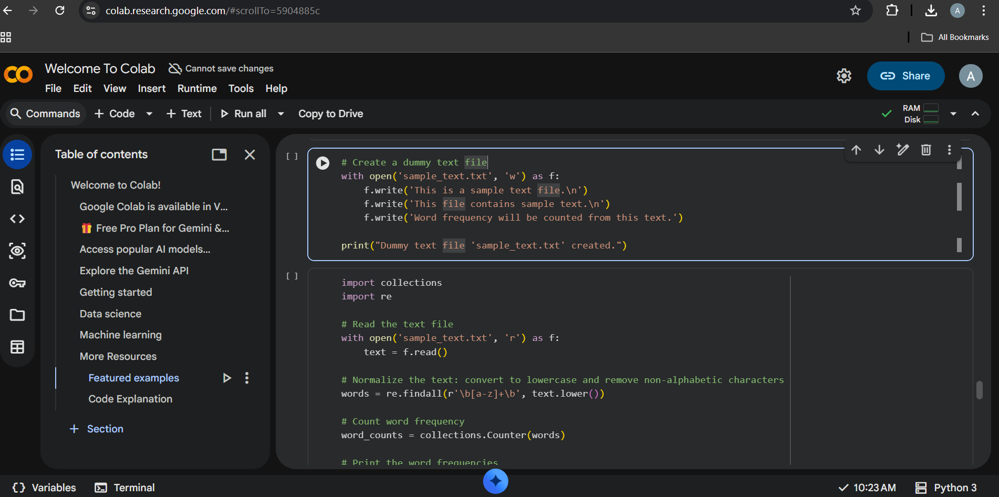 colab.research.google.com/#scrollTo=5904885c
A
All Bookmarks
Welcome To Colab
Cannot save changes
File Edit View Insert Runtime Tools Help
Share
A
Commands
+ Code
+ Text
Run all
Copy to Drive
RAM
Disk
Table of contents
Welcome to Colab!
Google Colab is available in V...
🎁 Free Pro Plan for Gemini &...
Access popular AI models...
Explore the Gemini API
Getting started
Data science
Machine learning
More Resources
Featured examples
Code Explanation
+ Section
[ ]
# Create a dummy text file
with open('sample_text.txt', 'w') as f:
    f.write('This is a sample text file.\n')
    f.write('This file contains sample text.\n')
    f.write('Word frequency will be counted from this text.')
print("Dummy text file 'sample_text.txt' created.")
[ ]
import collections
import re
# Read the text file
with open('sample_text.txt', 'r') as f:
    text = f.read()
# Normalize the text: convert to lowercase and remove non-alphabetic characters
words = re.findall(r'\b[a-z]+\b', text.lower())
# Count word frequency
word_counts = collections.Counter(words)
# Print the word frequencies
{} Variables
Terminal
10:23 AM
Python 3